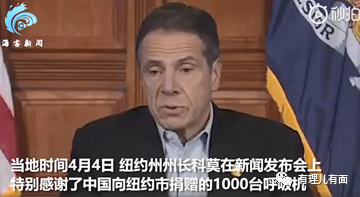 海客新闻
秒拍
当地时间4月4日 纽约州州长科莫在新闻发布会上
特别感谢了中国向纽约市捐赠的1000台呼吸机
有理儿有面